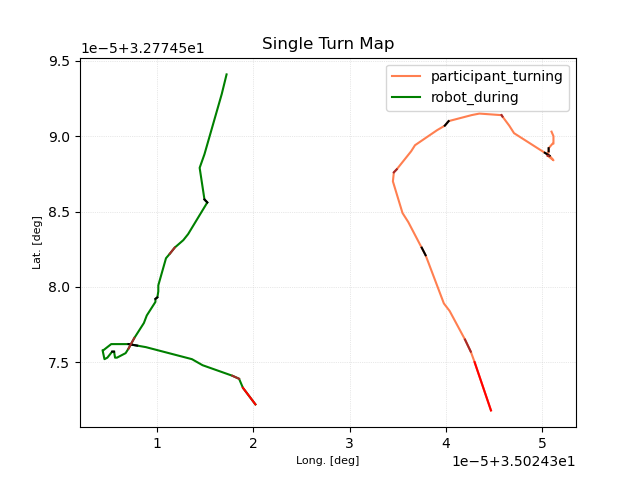 1e−5+3.27745e1
Single Turn Map
participant_turning
robot_during
9.5
9.0
8.5
8.0
7.5
Lat. [deg]
1 2 3 4 5
Long. [deg]
1e−5+3.50243e1